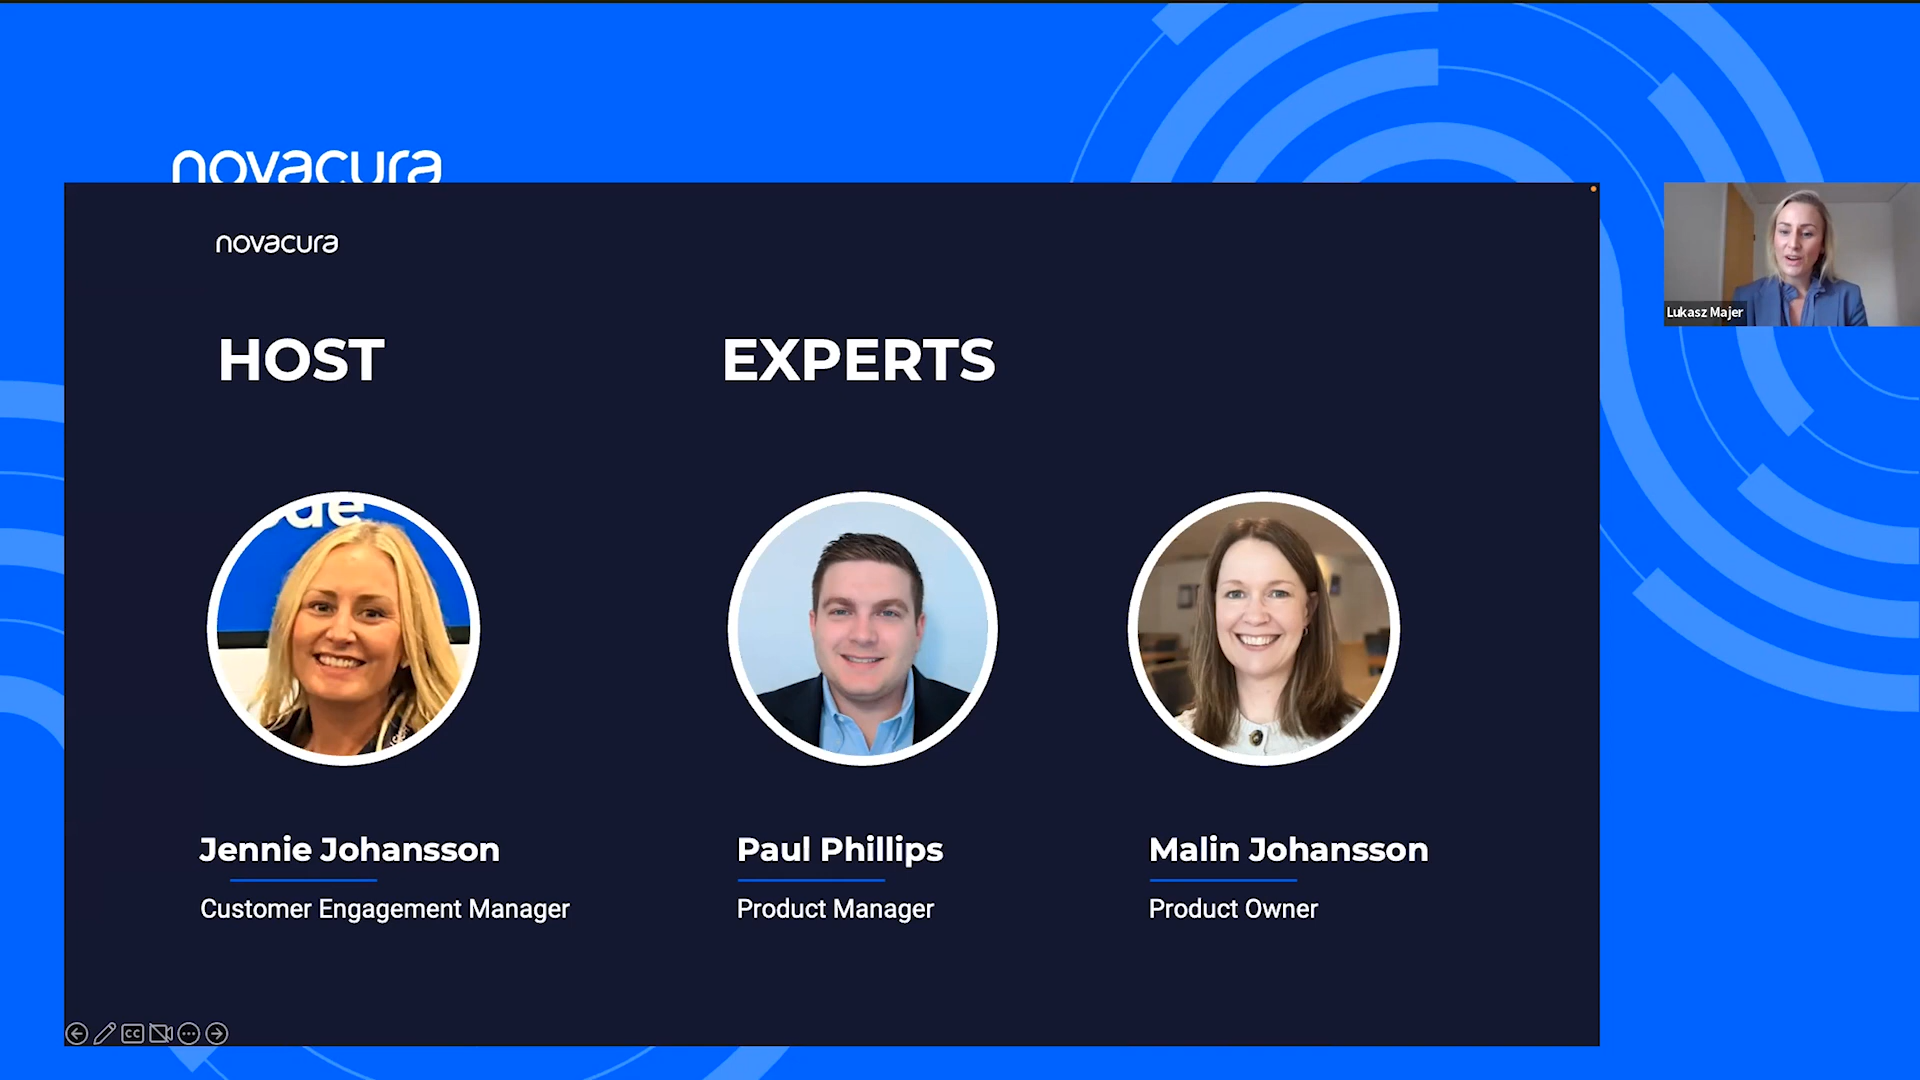 novacura
novacura
Lukasz Majer
HOST
EXPERTS
Jennie Johansson
Paul Phillips
Malin Johansson
Customer Engagement Manager
Product Manager
Product Owner
CC